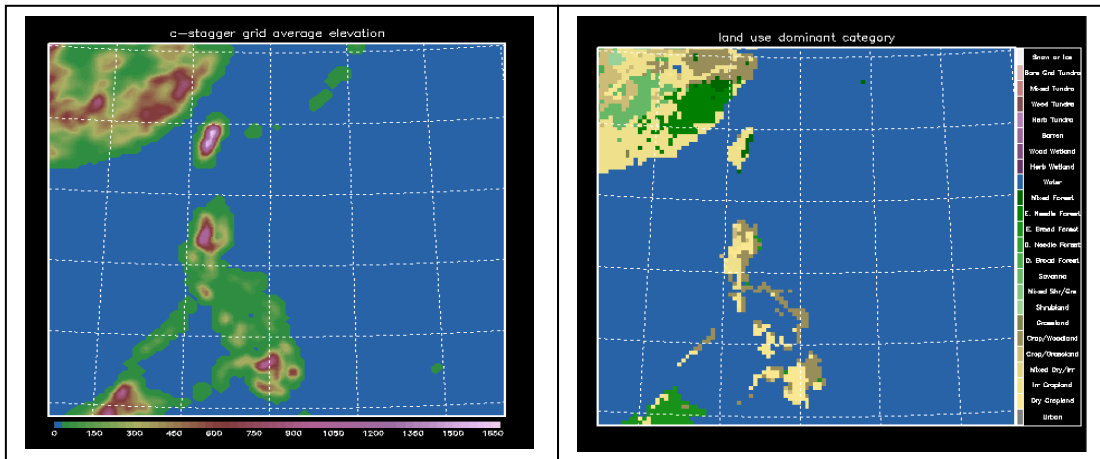 c-stagger grid average elevation
0 150 300 450 600 750 900 1050 1200 1350 1500 1650
land use dominant category
Snow or Ice
Bare Gnd Tundra
Mixed Tundra
Wood Tundra
Herb Tundra
Barren
Wood Wetland
Herb Wetland
Water
Mixed Forest
E. Needle Forest
E. Broad Forest
D. Needle Forest
D. Broad Forest
Savanna
Mixed Shr/Gra
Shrubland
Grassland
Crop/Woodland
Crop/Grassland
Mixed Dry/Irr
Irr Cropland
Dry Cropland
Urban